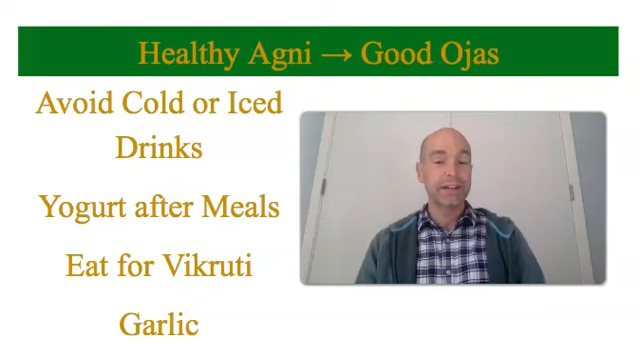 Healthy Agni → Good Ojas
Avoid Cold or Iced
Drinks
Yogurt after Meals
Eat for Vikruti
Garlic